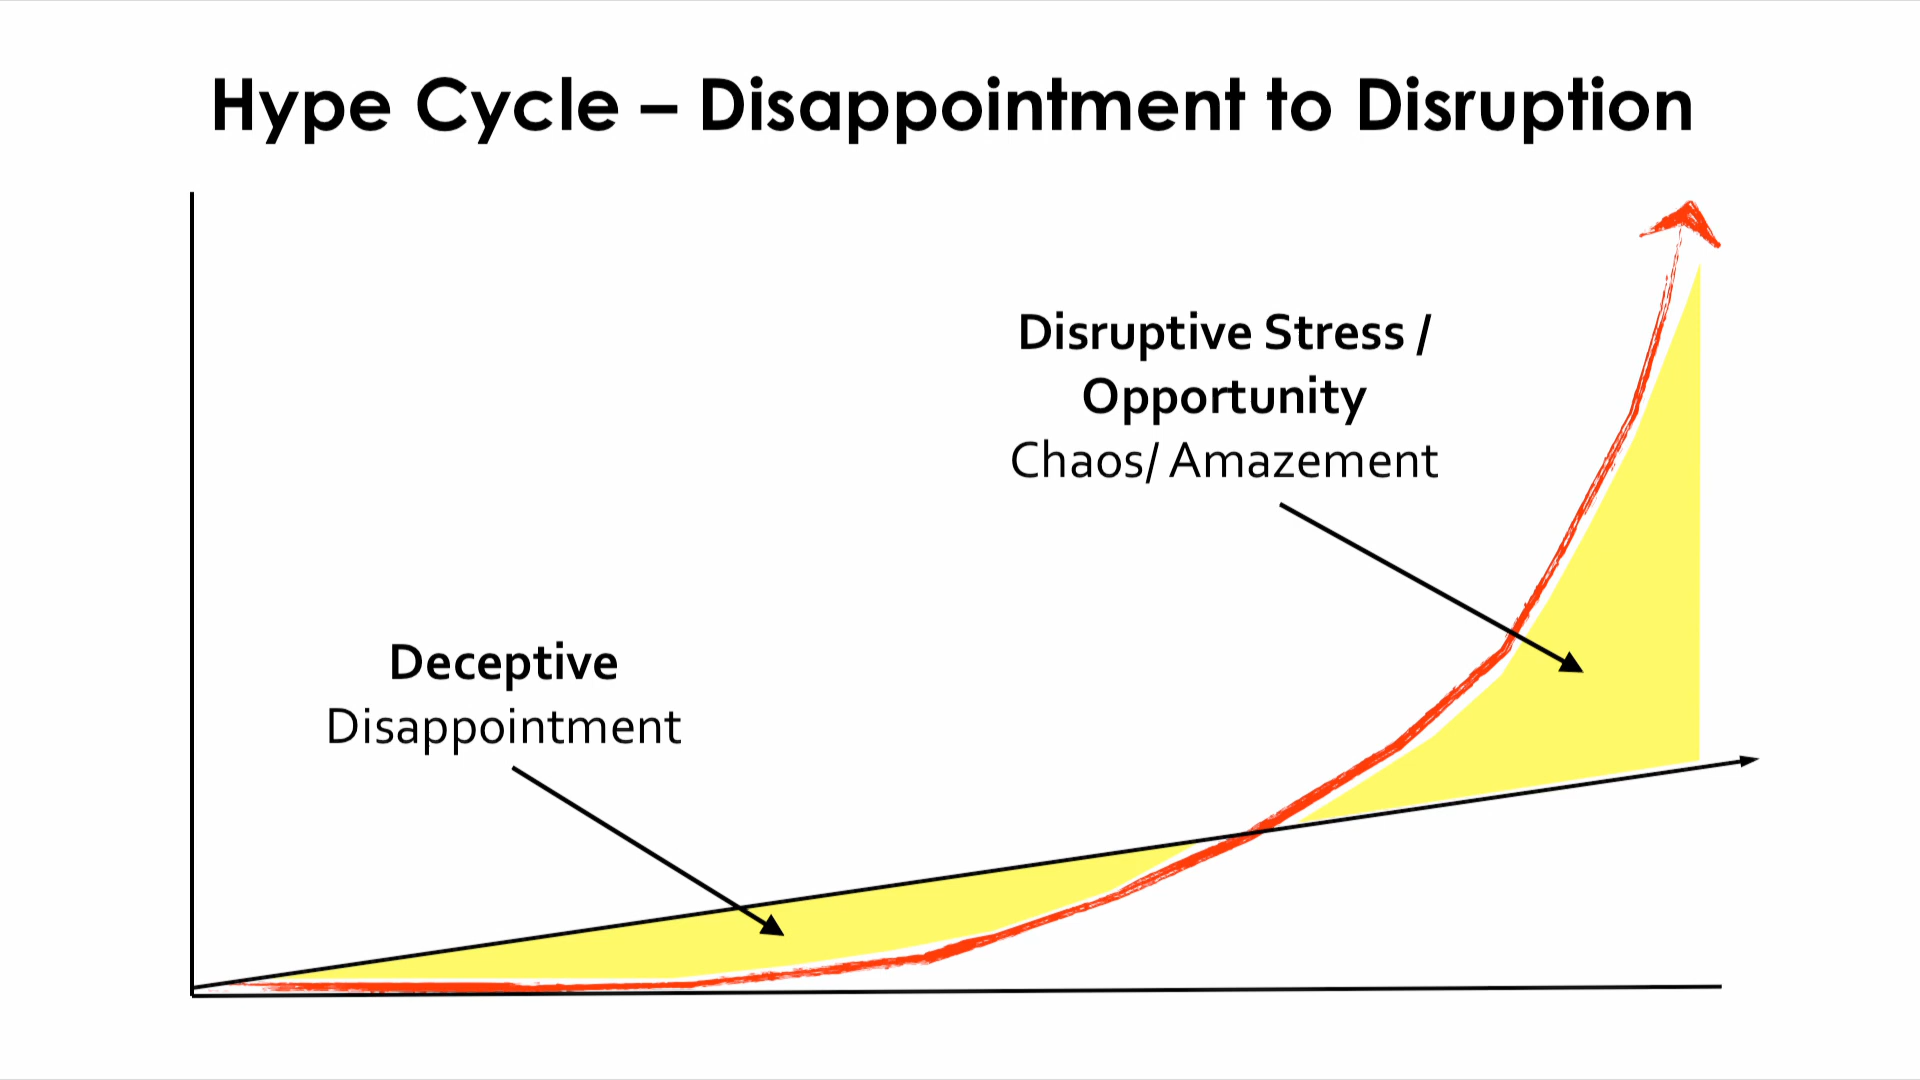 Hype Cycle – Disappointment to Disruption
Disruptive Stress /
Opportunity
Chaos/ Amazement
Deceptive
Disappointment